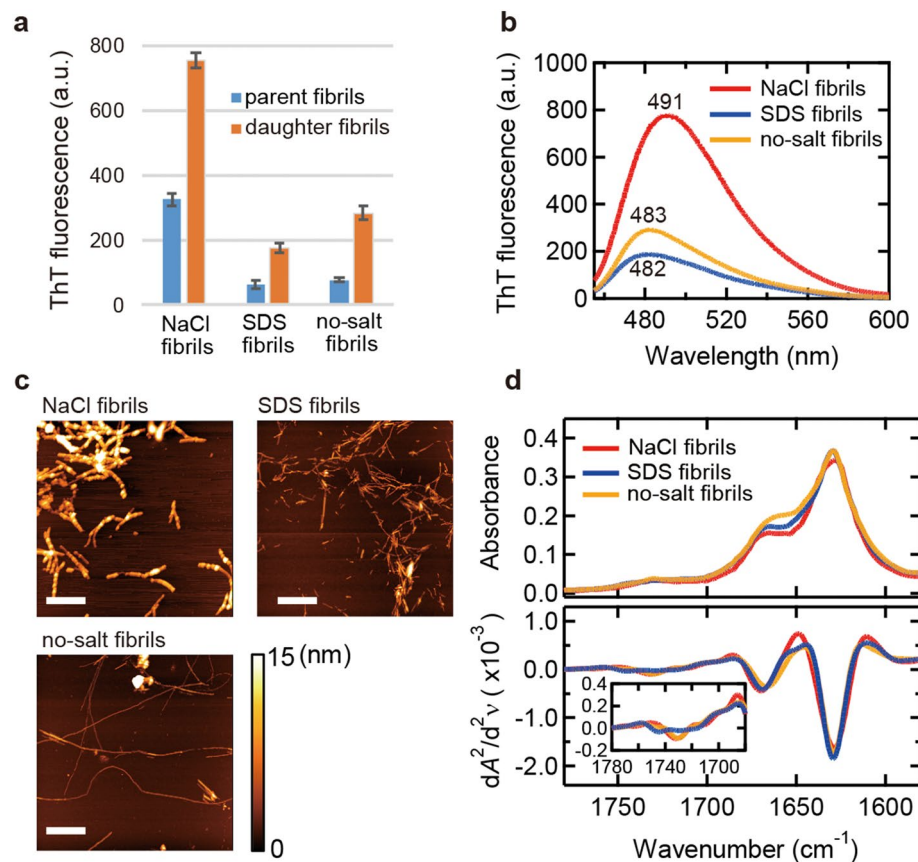 a
ThT fluorescence (a.u.)
800
600
400
200
0
parent fibrils
daughter fibrils
NaCl
fibrils
SDS
fibrils
no-salt
fibrils
b
ThT fluorescence (a.u.)
1000
800
600
400
200
0
491
483
482
NaCl fibrils
SDS fibrils
no-salt fibrils
480
520
560
600
Wavelength (nm)
c
NaCl fibrils
SDS fibrils
no-salt fibrils
15 (nm)
0
d
Absorbance
0.4
0.3
0.2
0.1
0.0
NaCl fibrils
SDS fibrils
no-salt fibrils
dA²/d²ν (x10⁻³)
1.0
0.0
-1.0
-2.0
0.4
0.2
0.0
-0.2
1780
1740
1700
1750
1700
1650
1600
Wavenumber (cm⁻¹)